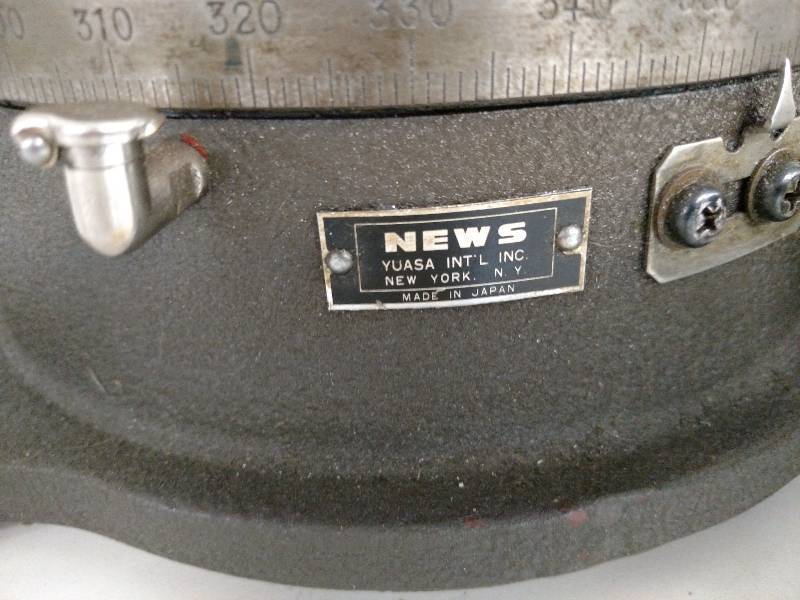 310 320 330 340
NEWS
YUASA INT'L INC.
NEW YORK. N.Y.
MADE IN JAPAN